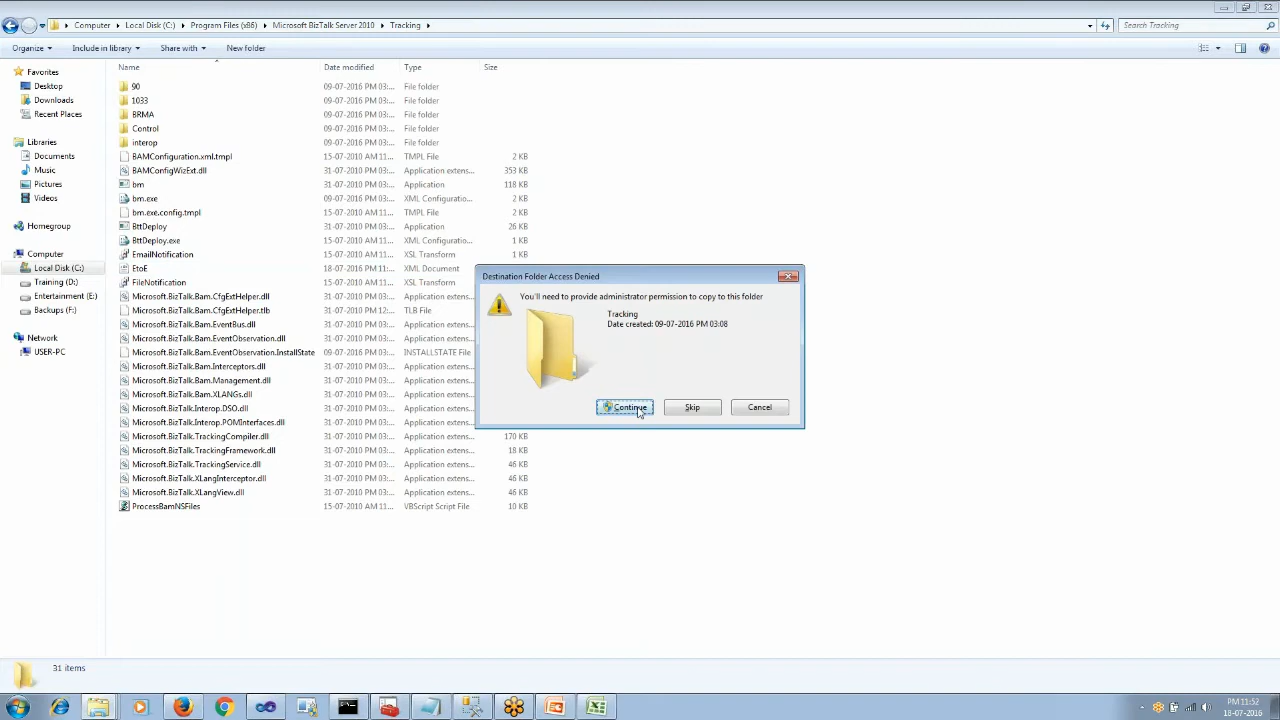 Computer ▸ Local Disk (C:) ▸ Program Files (x86) ▸ Microsoft BizTalk Server 2010 ▸ Tracking ▸
Search Tracking
Organize Include in library Share with New folder
Name Date modified Type Size
Favorites
Desktop
Downloads
Recent Places
Libraries
Documents
Music
Pictures
Videos
Homegroup
Computer
Local Disk (C:)
Training (D:)
Entertainment (E:)
Backups (F:)
Network
USER-PC
90 09-07-2016 PM 03:... File folder
1033 09-07-2016 PM 03:... File folder
BRMA 09-07-2016 PM 03:... File folder
Control 09-07-2016 PM 03:... File folder
interop 09-07-2016 PM 03:... File folder
BAMConfiguration.xml.tmpl 15-07-2010 AM 11... TMPL File 2 KB
BAMConfigWizExt.dll 31-07-2010 PM 03:... Application extens... 353 KB
bm 31-07-2010 PM 03:... Application 118 KB
bm.exe 09-07-2016 PM 03:... XML Configuratio... 2 KB
bm.exe.config.tmpl 15-07-2010 AM 11... TMPL File 2 KB
BttDeploy 31-07-2010 PM 03:... Application 26 KB
BttDeploy.exe 31-07-2010 PM 03:... XML Configuratio... 1 KB
EmailNotification 15-07-2010 AM 11... XSL Transform 1 KB
EtoE 18-07-2016 PM 11:... XML Document
FileNotification 15-07-2010 AM 11... XSL Transform
Microsoft.BizTalk.Bam.CfgExtHelper.dll 31-07-2010 PM 03:... Application extens...
Microsoft.BizTalk.Bam.CfgExtHelper.tlb 31-07-2010 PM 12:... TLB File
Microsoft.BizTalk.Bam.EventBus.dll 31-07-2010 PM 03:... Application extens...
Microsoft.BizTalk.Bam.EventObservation.dll 31-07-2010 PM 03:... Application extens...
Microsoft.BizTalk.Bam.EventObservation.InstallState 09-07-2016 PM 03:... INSTALLSTATE File
Microsoft.BizTalk.Bam.Interceptors.dll 31-07-2010 PM 03:... Application extens...
Microsoft.BizTalk.Bam.Management.dll 31-07-2010 PM 03:... Application extens...
Microsoft.BizTalk.Bam.XLANGs.dll 31-07-2010 PM 03:... Application extens...
Microsoft.BizTalk.Interop.DSO.dll 31-07-2010 PM 03:... Application extens...
Microsoft.BizTalk.Interop.POMInterfaces.dll 31-07-2010 PM 03:... Application extens...
Microsoft.BizTalk.TrackingCompiler.dll 31-07-2010 PM 03:... Application extens... 170 KB
Microsoft.BizTalk.TrackingFramework.dll 31-07-2010 PM 03:... Application extens... 18 KB
Microsoft.BizTalk.TrackingService.dll 31-07-2010 PM 03:... Application extens... 46 KB
Microsoft.BizTalk.XLangInterceptor.dll 31-07-2010 PM 03:... Application extens... 46 KB
Microsoft.BizTalk.XLangView.dll 31-07-2010 PM 03:... Application extens... 46 KB
ProcessBamNSFiles 15-07-2010 AM 11... VBScript Script File 10 KB
Destination Folder Access Denied
You'll need to provide administrator permission to copy to this folder
Tracking
Date created: 09-07-2016 PM 03:08
Continue Skip Cancel
31 items
PM 11:52
18-07-2016